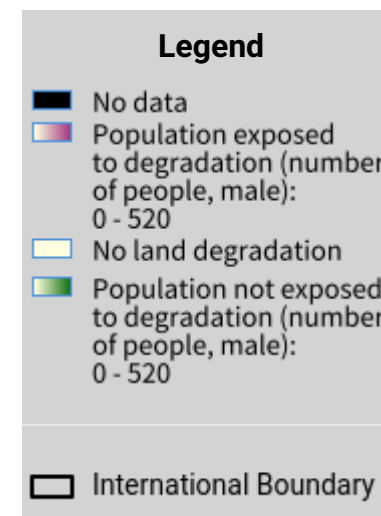 Legend
No data
Population exposed
to degradation (number
of people, male):
0 - 520
No land degradation
Population not exposed
to degradation (number
of people, male):
0 - 520
International Boundary